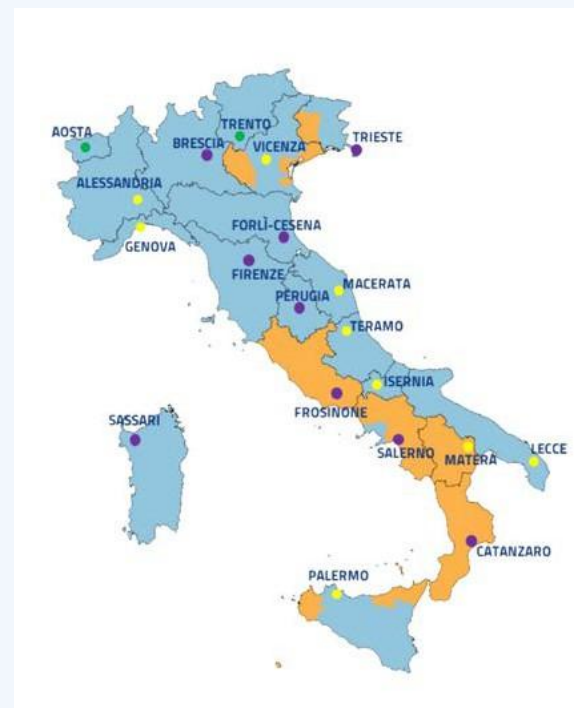 TRENTO
AOSTA
TRIESTE
BRESCIA
VICENZA
ALESSANDRIA
FORLÌ-CESENA
GENOVA
FIRENZE
MACERATA
PERUGIA
TERAMO
ISERNIA
FROSINONE
SASSARI
LECCE
SALERNO
MATERA
CATANZARO
PALERMO